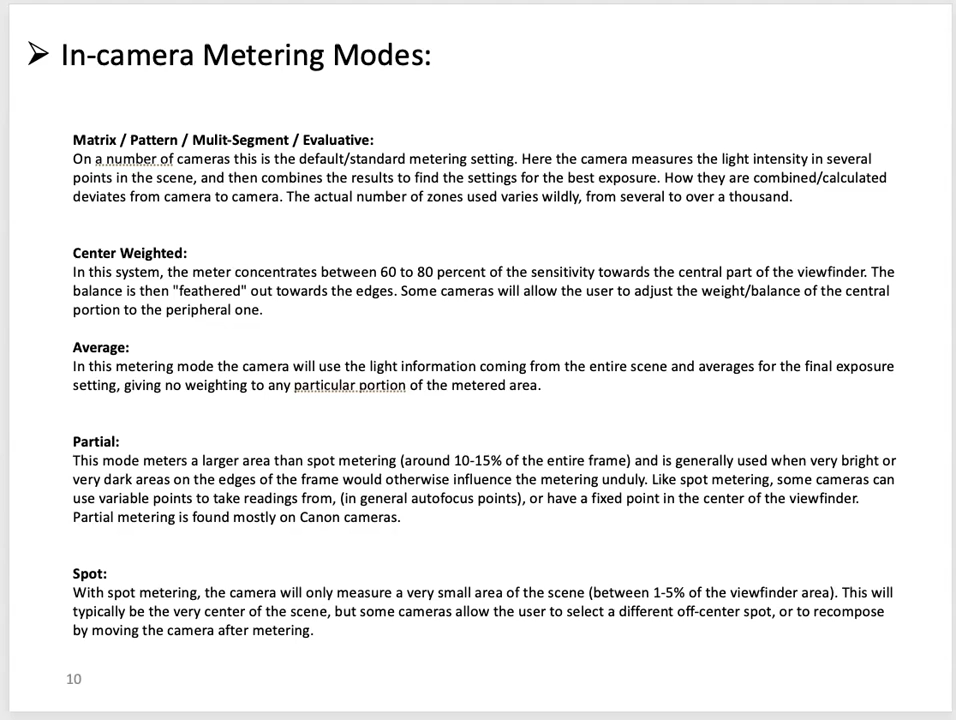 ➢ In-camera Metering Modes:
Matrix / Pattern / Mulit-Segment / Evaluative:
On a number of cameras this is the default/standard metering setting. Here the camera measures the light intensity in several
points in the scene, and then combines the results to find the settings for the best exposure. How they are combined/calculated
deviates from camera to camera. The actual number of zones used varies wildly, from several to over a thousand.
Center Weighted:
In this system, the meter concentrates between 60 to 80 percent of the sensitivity towards the central part of the viewfinder. The
balance is then "feathered" out towards the edges. Some cameras will allow the user to adjust the weight/balance of the central
portion to the peripheral one.
Average:
In this metering mode the camera will use the light information coming from the entire scene and averages for the final exposure
setting, giving no weighting to any particular portion of the metered area.
Partial:
This mode meters a larger area than spot metering (around 10-15% of the entire frame) and is generally used when very bright or
very dark areas on the edges of the frame would otherwise influence the metering unduly. Like spot metering, some cameras can
use variable points to take readings from, (in general autofocus points), or have a fixed point in the center of the viewfinder.
Partial metering is found mostly on Canon cameras.
Spot:
With spot metering, the camera will only measure a very small area of the scene (between 1-5% of the viewfinder area). This will
typically be the very center of the scene, but some cameras allow the user to select a different off-center spot, or to recompose
by moving the camera after metering.
10